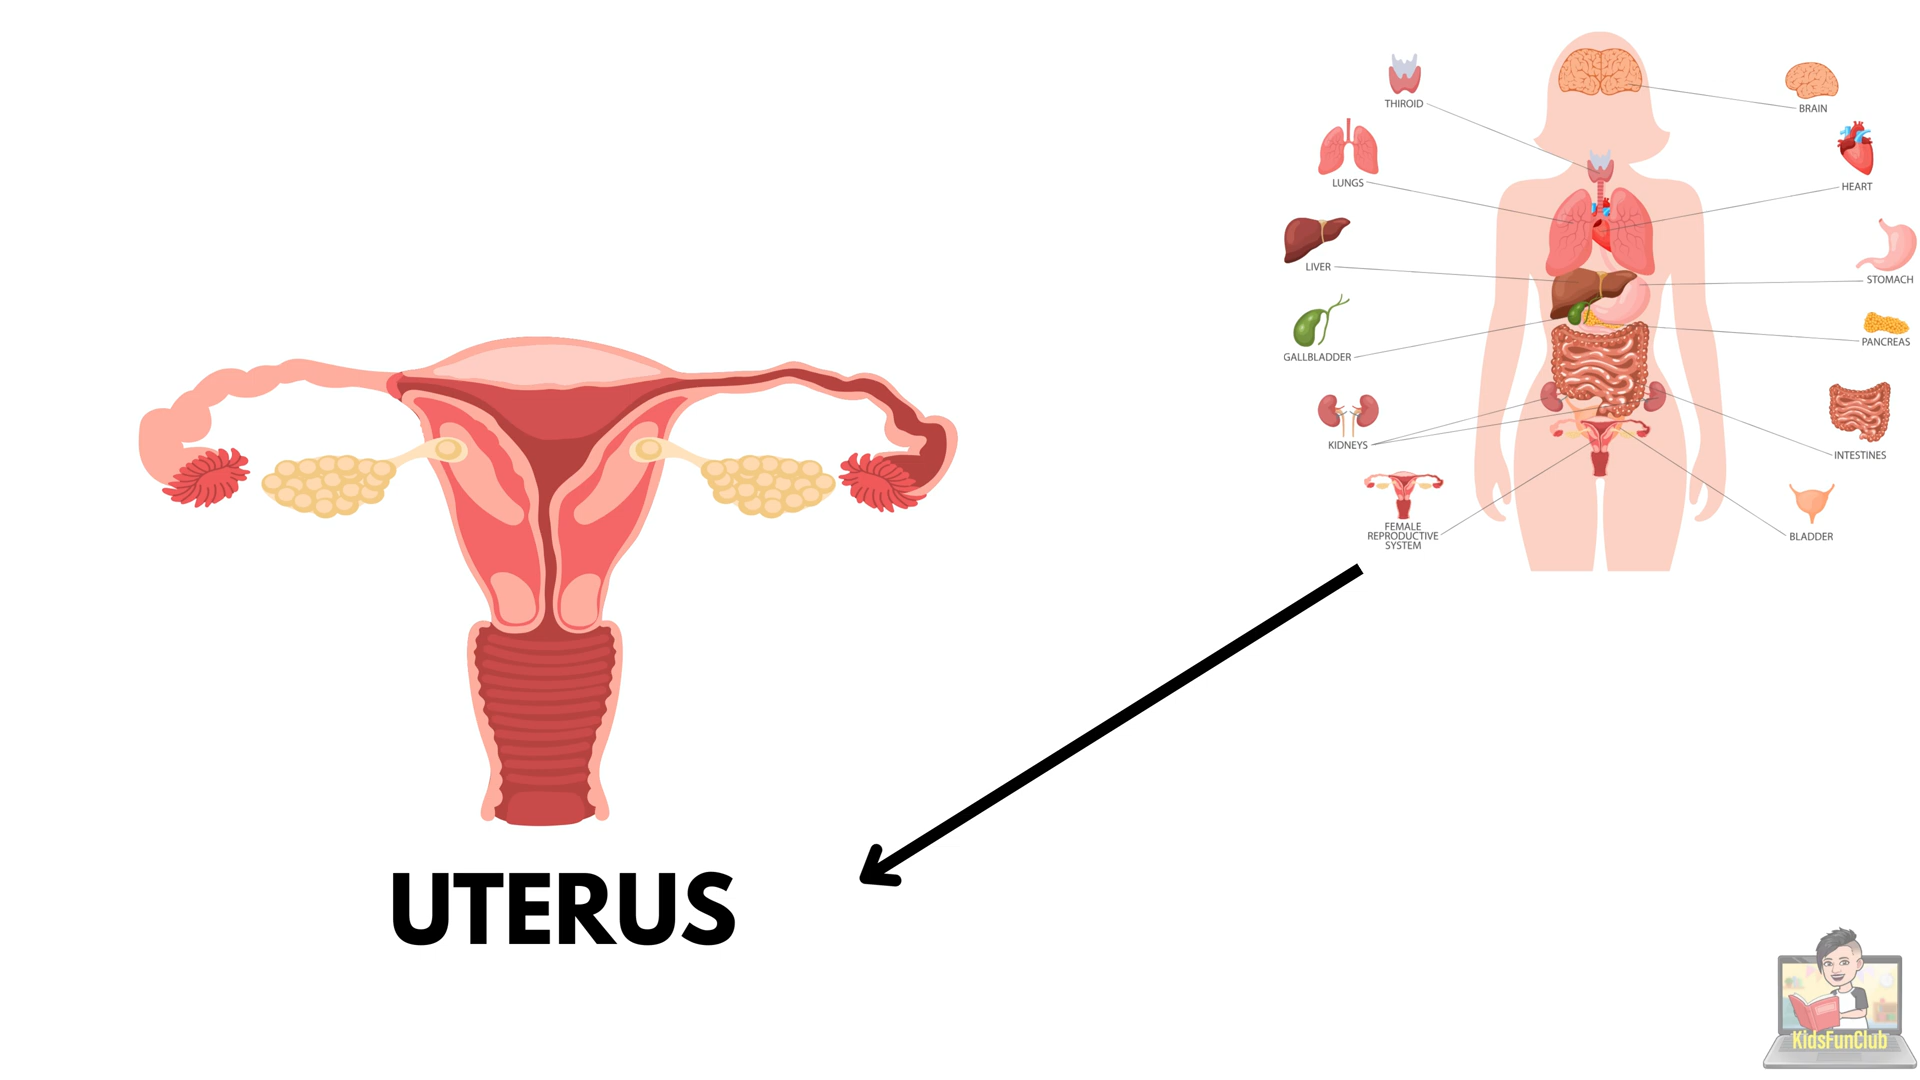 THIROID
BRAIN
LUNGS
HEART
LIVER
STOMACH
GALLBLADDER
PANCREAS
KIDNEYS
INTESTINES
FEMALE
REPRODUCTIVE
SYSTEM
BLADDER
UTERUS
KidsFunClub